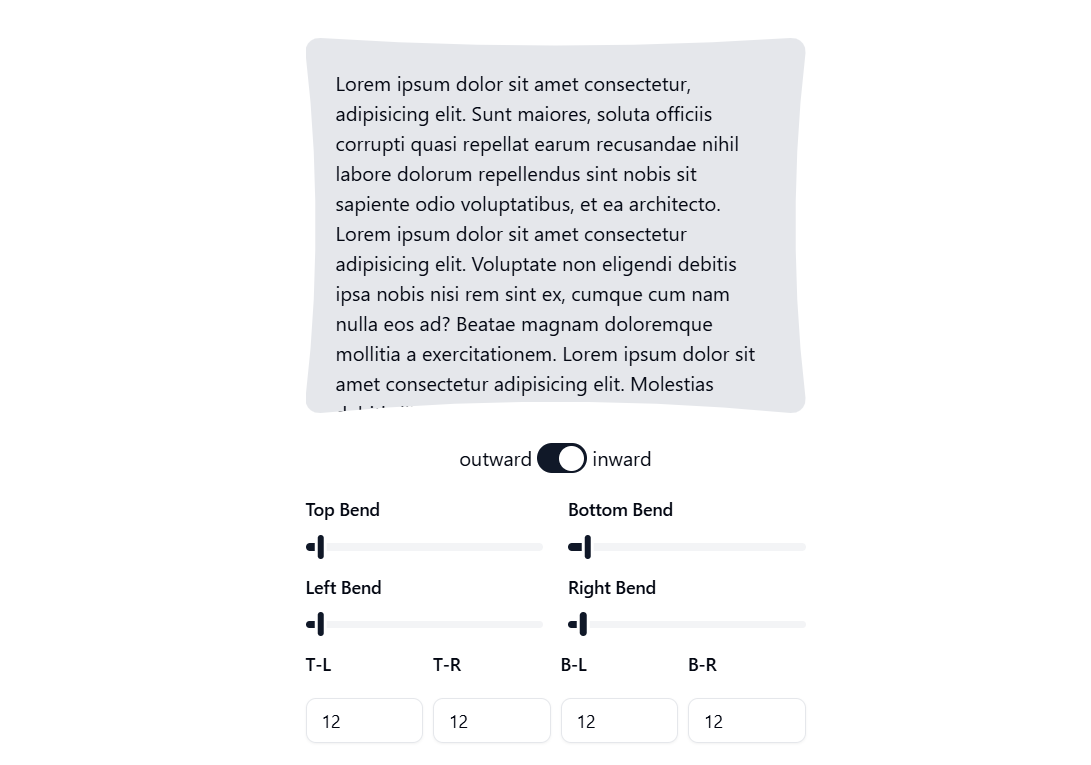 Lorem ipsum dolor sit amet consectetur,
adipisicing elit. Sunt maiores, soluta officiis
corrupti quasi repellat earum recusandae nihil
labore dolorum repellendus sint nobis sit
sapiente odio voluptatibus, et ea architecto.
Lorem ipsum dolor sit amet consectetur
adipisicing elit. Voluptate non eligendi debitis
ipsa nobis nisi rem sint ex, cumque cum nam
nulla eos ad? Beatae magnam doloremque
mollitia a exercitationem. Lorem ipsum dolor sit
amet consectetur adipisicing elit. Molestias
outward inward
Top Bend Bottom Bend
Left Bend Right Bend
T-L T-R B-L B-R
12 12 12 12